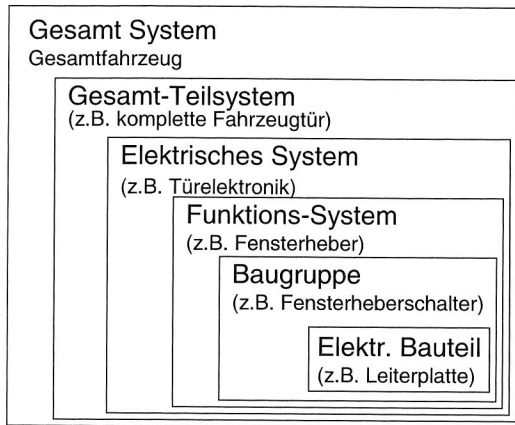 Gesamt System
Gesamtfahrzeug
Gesamt-Teilsystem
(z.B. komplette Fahrzeugtür)
Elektrisches System
(z.B. Türelektronik)
Funktions-System
(z.B. Fensterheber)
Baugruppe
(z.B. Fensterheberschalter)
Elektr. Bauteil
(z.B. Leiterplatte)